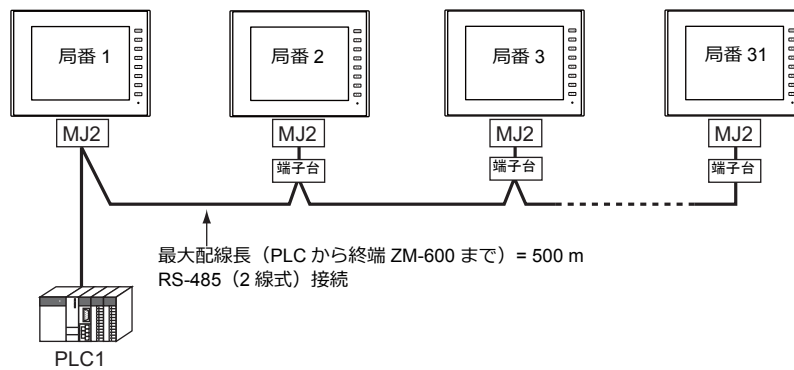 局番 1
局番 2
局番 3
局番 31
MJ2
MJ2
MJ2
MJ2
端子台
端子台
端子台
最大配線長（PLC から終端 ZM-600 まで）= 500 m
RS-485（2 線式）接続
PLC1